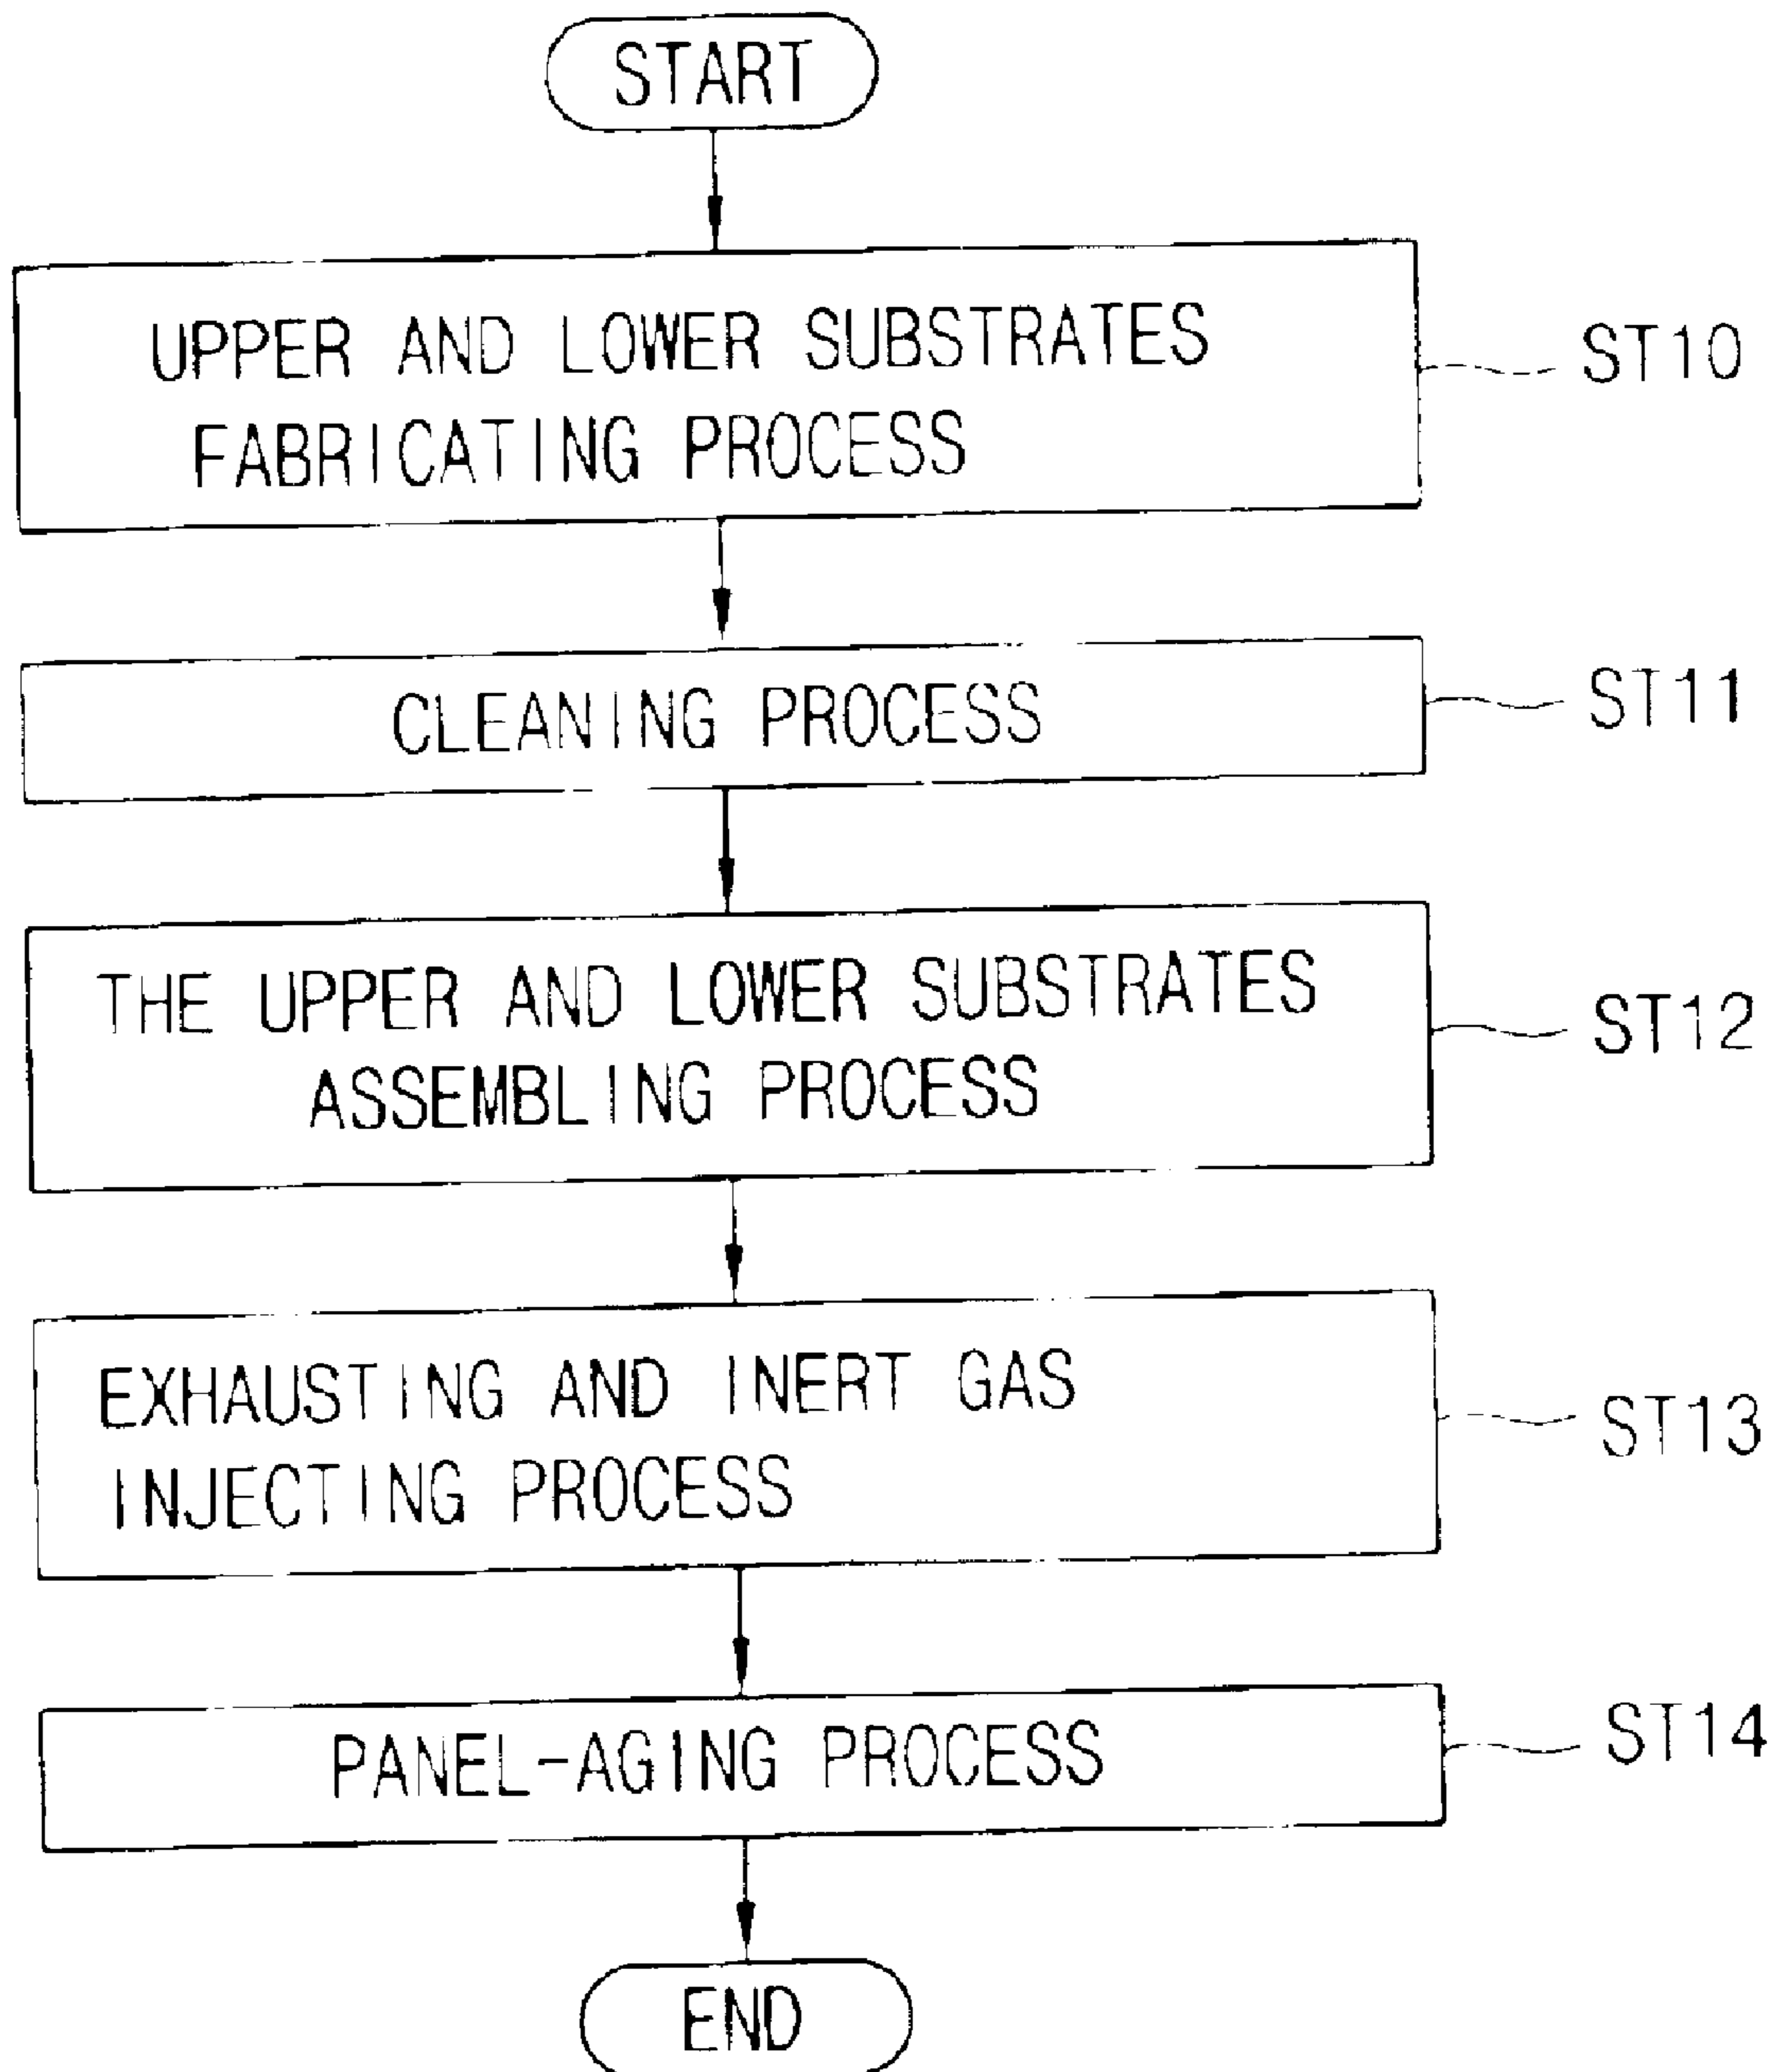 START
UPPER AND LOWER SUBSTRATES
FABRICATING PROCESS
ST10
CLEANING PROCESS
ST11
THE UPPER AND LOWER SUBSTRATES
ASSEMBLING PROCESS
ST12
EXHAUSTING AND INERT GAS
INJECTING PROCESS
ST13
PANEL-AGING PROCESS
ST14
END